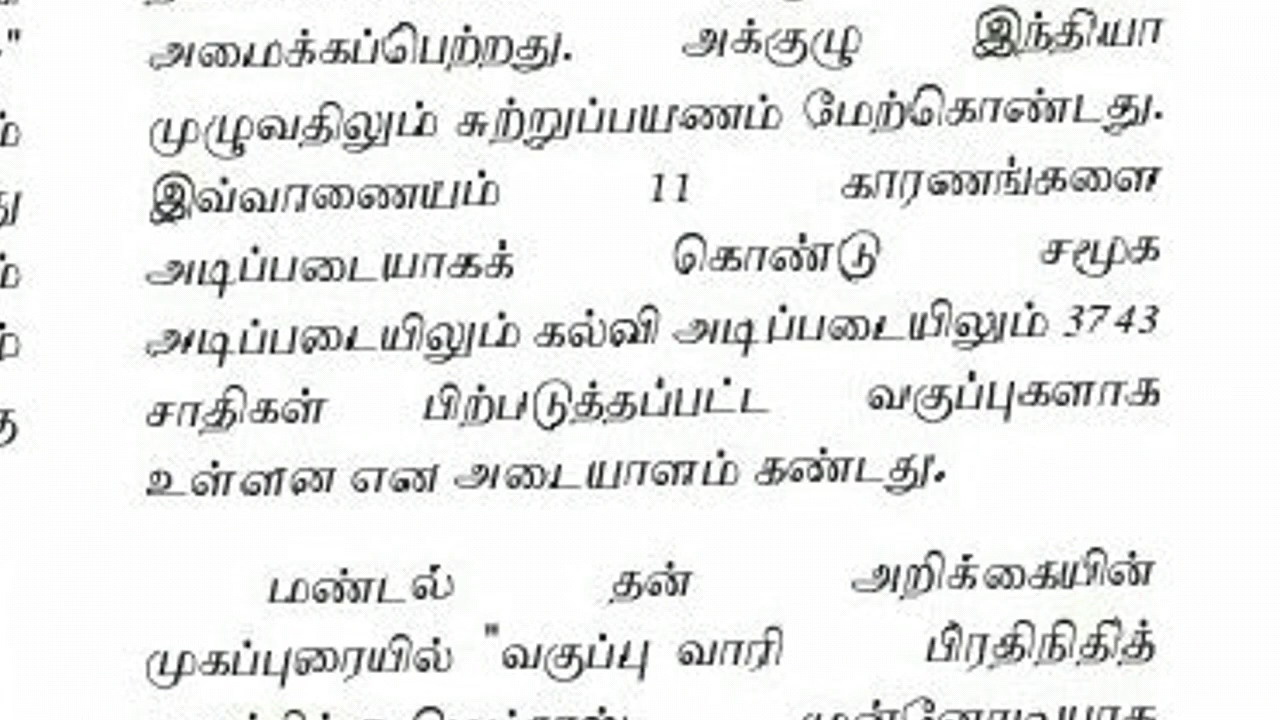 அமைக்கப்பெற்றது. அக்குழு இந்தியா
முழுவதிலும் சுற்றுப்பயணம் மேற்கொண்டது.
இவ்வாணையம் 11 காரணங்களை
அடிப்படையாகக் கொண்டு சமூக
அடிப்படையிலும் கல்வி அடிப்படையிலும் 3743
சாதிகள் பிற்படுத்தப்பட்ட வகுப்புகளாக
உள்ளன என அடையாளம் கண்டது.
மண்டல் தன் அறிக்கையின்
முகப்புரையில் "வகுப்பு வாரி பிரதிநிதித்